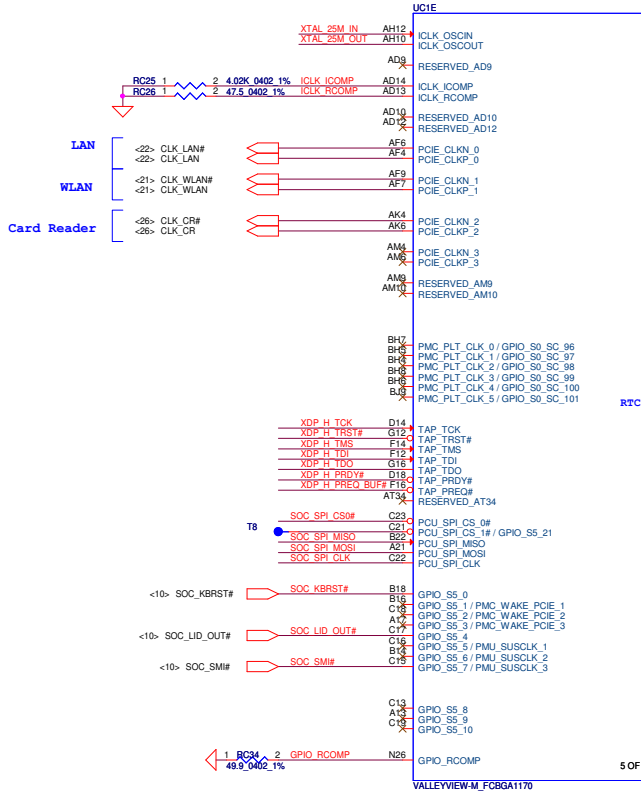 UC1E
XTAL_25M_IN AH12 ICLK_OSCIN
XTAL_25M_OUT AH10 ICLK_OSCOUT
AD9 RESERVED_AD9
RC25 1 2 4.02K_0402_1% ICLK_ICOMP AD14 ICLK_ICOMP
RC26 1 2 47.5_0402_1% ICLK_RCOMP AD13 ICLK_RCOMP
AD10 RESERVED_AD10
AD12 RESERVED_AD12
LAN
<22> CLK_LAN# AF6 PCIE_CLKN_0
<22> CLK_LAN AF4 PCIE_CLKP_0
WLAN
<21> CLK_WLAN# AF9 PCIE_CLKN_1
<21> CLK_WLAN AF7 PCIE_CLKP_1
Card Reader
<26> CLK_CR# AK4 PCIE_CLKN_2
<26> CLK_CR AK6 PCIE_CLKP_2
AM4 PCIE_CLKN_3
AM6 PCIE_CLKP_3
AM9 RESERVED_AM9
AM10 RESERVED_AM10
BH7 PMC_PLT_CLK_0 / GPIO_S0_SC_96
BH5 PMC_PLT_CLK_1 / GPIO_S0_SC_97
BH4 PMC_PLT_CLK_2 / GPIO_S0_SC_98
BH8 PMC_PLT_CLK_3 / GPIO_S0_SC_99
BH6 PMC_PLT_CLK_4 / GPIO_S0_SC_100
BJ9 PMC_PLT_CLK_5 / GPIO_S0_SC_101
RTC
XDP_H_TCK D14 TAP_TCK
XDP_H_TRST# G12 TAP_TRST#
XDP_H_TMS F14 TAP_TMS
XDP_H_TDI F12 TAP_TDI
XDP_H_TDO G16 TAP_TDO
XDP_H_PRDY# D18 TAP_PRDY#
XDP_H_PREQ_BUF# F16 TAP_PREQ#
AT34 RESERVED_AT34
SOC_SPI_CS0# C23 PCU_SPI_CS_0#
T8 C21 PCU_SPI_CS_1# / GPIO_S5_21
SOC_SPI_MISO B22 PCU_SPI_MISO
SOC_SPI_MOSI A21 PCU_SPI_MOSI
SOC_SPI_CLK C22 PCU_SPI_CLK
<10> SOC_KBRST# SOC_KBRST# B18 GPIO_S5_0
B16 GPIO_S5_1 / PMC_WAKE_PCIE_1
C18 GPIO_S5_2 / PMC_WAKE_PCIE_2
A17 GPIO_S5_3 / PMC_WAKE_PCIE_3
<10> SOC_LID_OUT# SOC_LID_OUT# C17 GPIO_S5_4
C16 GPIO_S5_5 / PMU_SUSCLK_1
B14 GPIO_S5_6 / PMU_SUSCLK_2
<10> SOC_SMI# SOC_SMI# C15 GPIO_S5_7 / PMU_SUSCLK_3
C13 GPIO_S5_8
A13 GPIO_S5_9
C19 GPIO_S5_10
1 RC34 2 GPIO_RCOMP N26 GPIO_RCOMP
49.9_0402_1%
5 OF
VALLEYVIEW-M_FCBGA1170